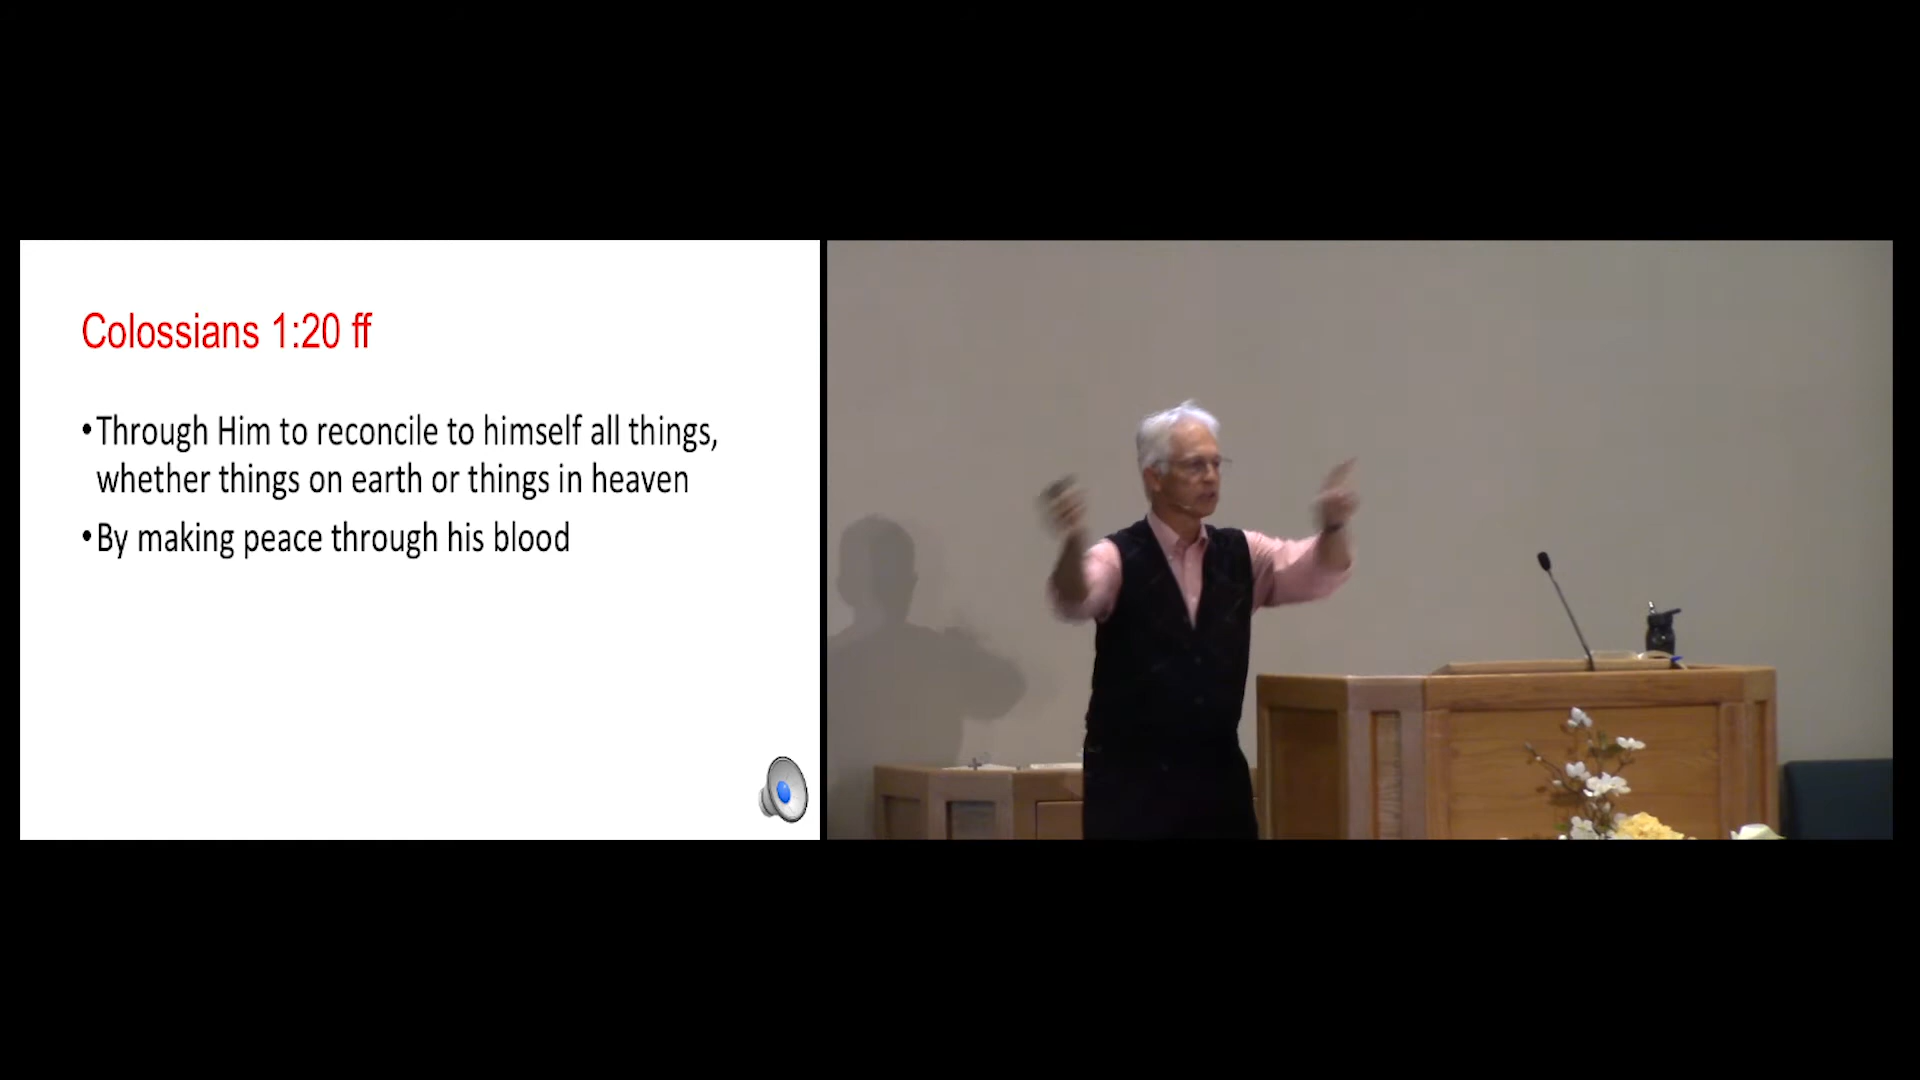 Colossians 1:20 ff
•Through Him to reconcile to himself all things,
whether things on earth or things in heaven
•By making peace through his blood